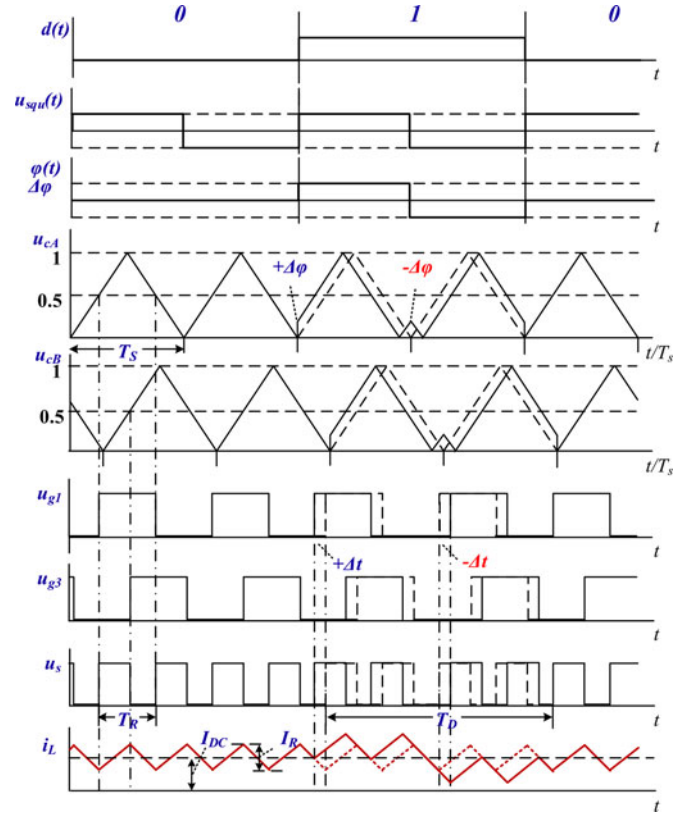 0 1 0
d(t)
t
u_squ(t)
t
φ(t)
Δφ
t
u_cA
1
+Δφ -Δφ
0.5
T_S
t/T_s
u_cB
1
0.5
t/T_s
u_g1
t
+Δt -Δt
u_g3
t
u_s
t
T_R T_D
i_L
I_DC I_R
t